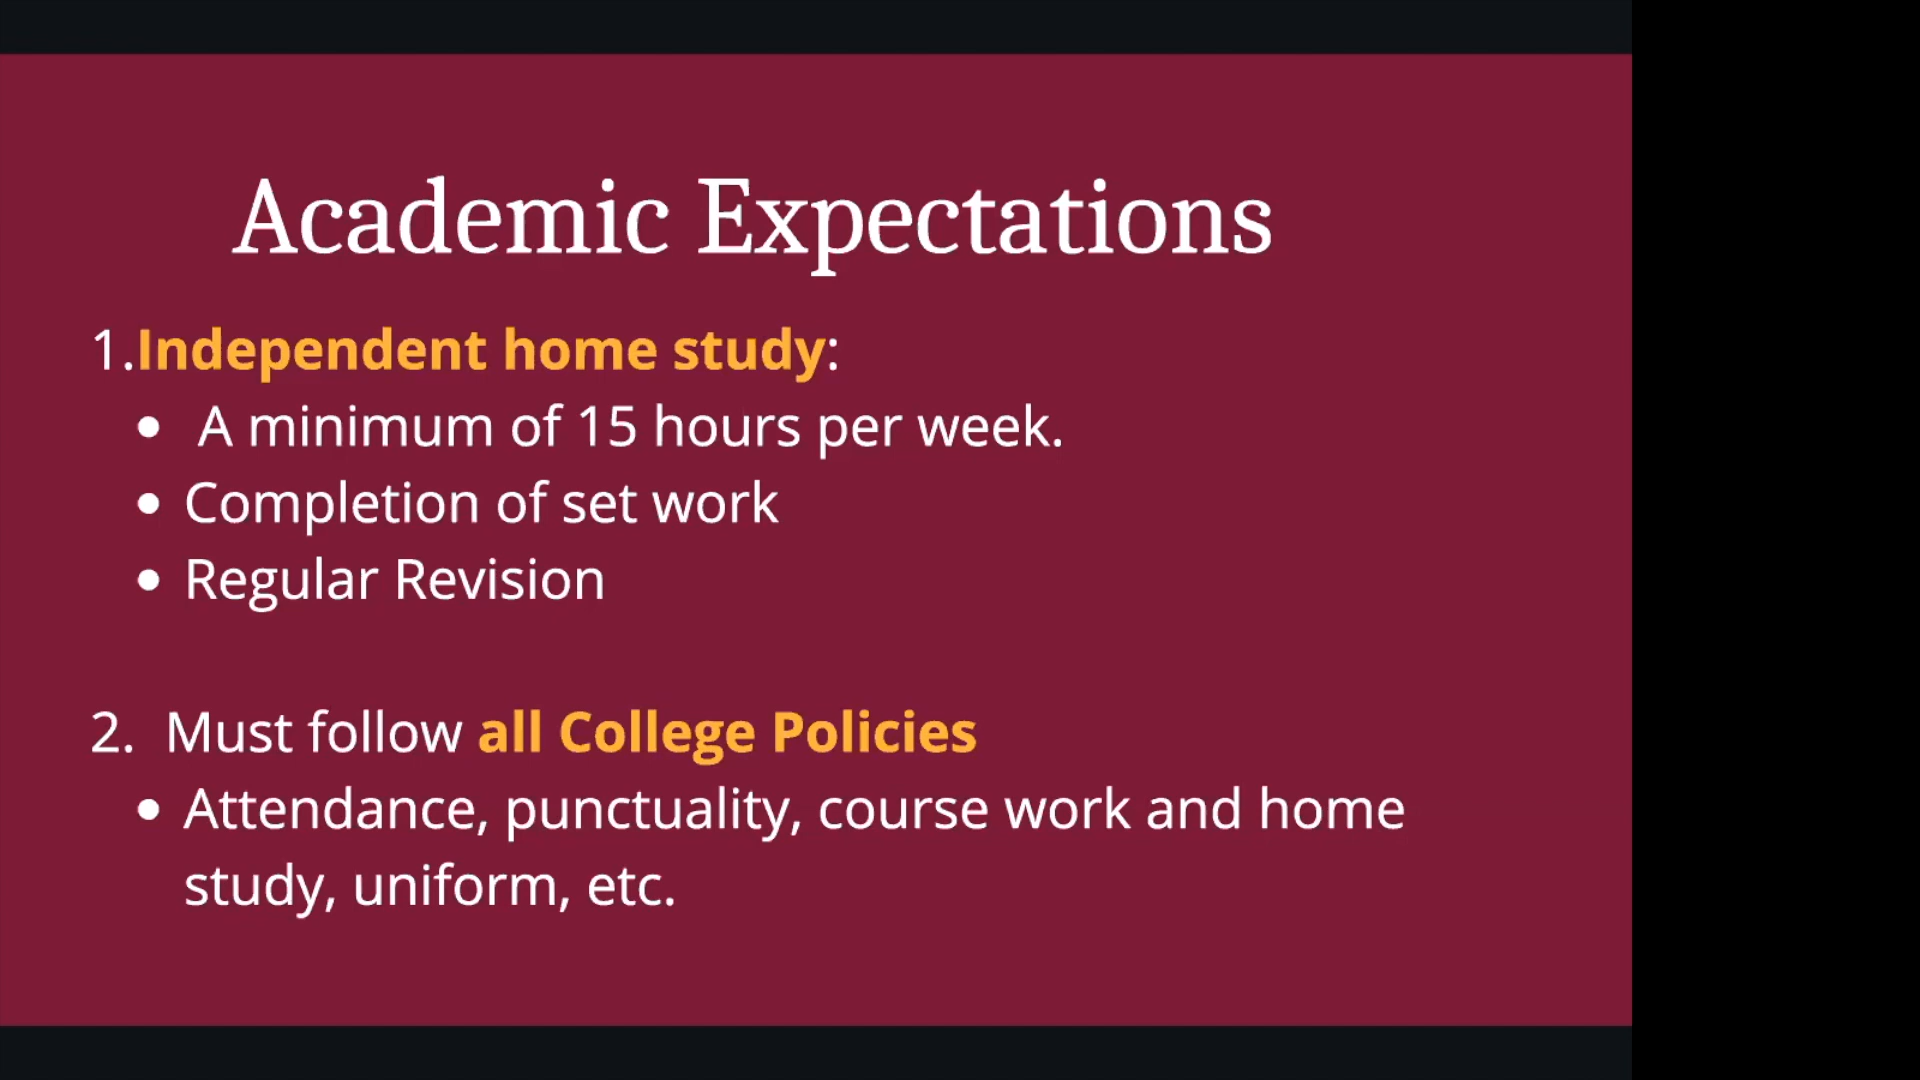 Academic Expectations
1.Independent home study:
• A minimum of 15 hours per week.
• Completion of set work
• Regular Revision
2. Must follow all College Policies
• Attendance, punctuality, course work and home
study, uniform, etc.